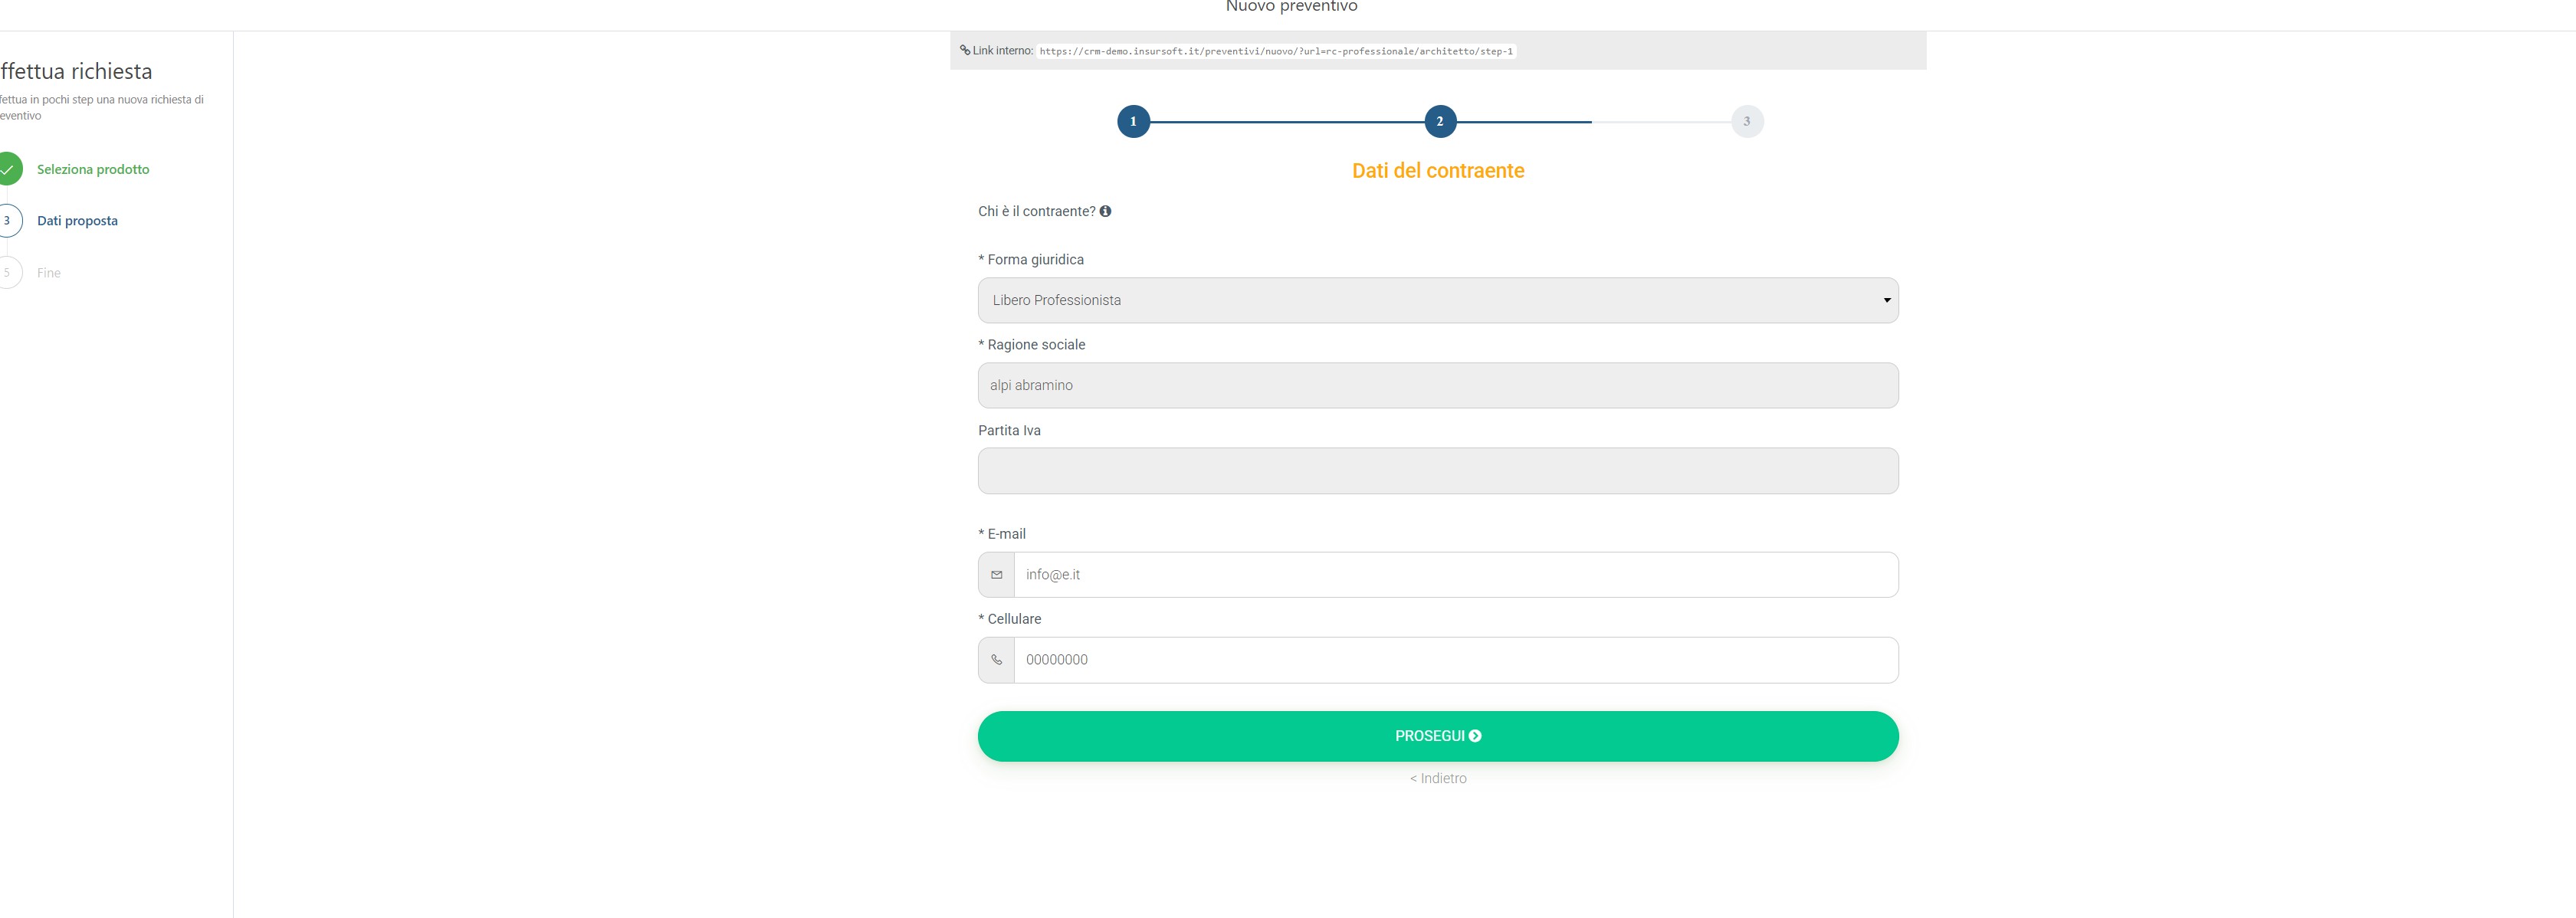 Nuovo preventivo
Link interno: https://crm-demo.insursoft.it/preventivi/nuovo/?url=rc-professionale/architetto/step-1
ffettua richiesta
fettua in pochi step una nuova richiesta di
eventivo
Seleziona prodotto
3 Dati proposta
5 Fine
1 2 3
Dati del contraente
Chi è il contraente?
* Forma giuridica
Libero Professionista
* Ragione sociale
alpi abramino
Partita Iva
* E-mail
info@e.it
* Cellulare
00000000
PROSEGUI
< Indietro